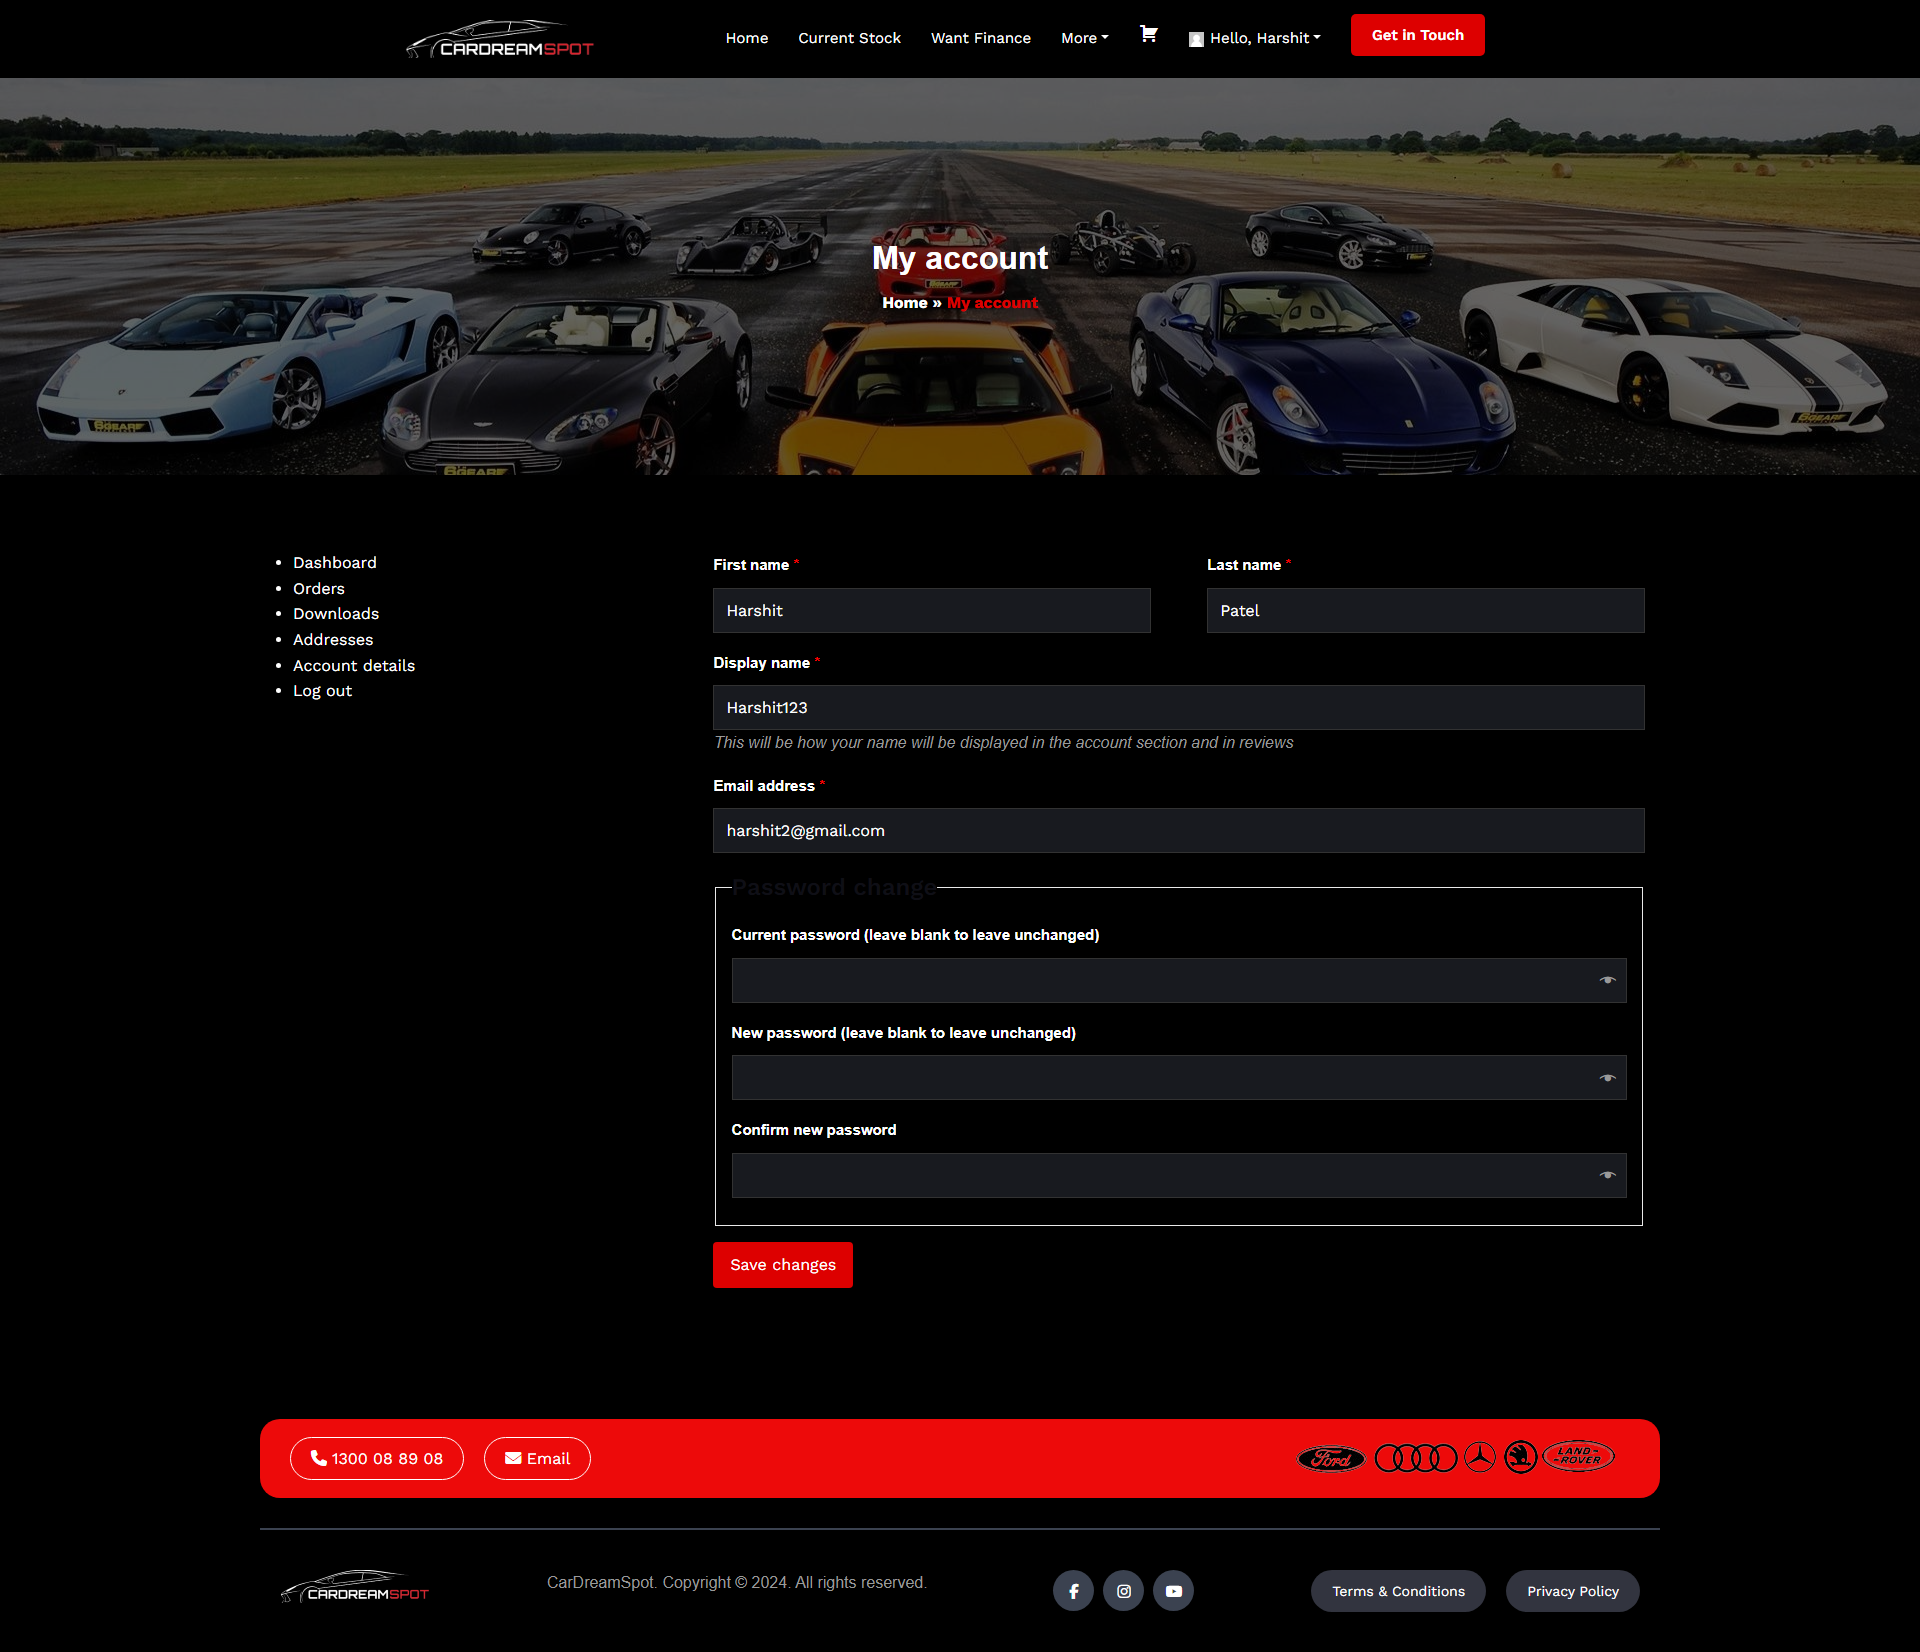 CARDREAMSPOT
Home
Current Stock
Want Finance
More
Hello, Harshit
Get in Touch
My account
Home » My account
6GEAR
6GEAR
Dashboard
Orders
Downloads
Addresses
Account details
Log out
First name *
Last name *
Harshit
Patel
Display name *
Harshit123
This will be how your name will be displayed in the account section and in reviews
Email address *
harshit2@gmail.com
Password change
Current password (leave blank to leave unchanged)
New password (leave blank to leave unchanged)
Confirm new password
Save changes
1300 08 89 08
Email
Ford
LAND-
-ROVER
CARDREAMSPOT
CarDreamSpot. Copyright © 2024. All rights reserved.
Terms & Conditions
Privacy Policy